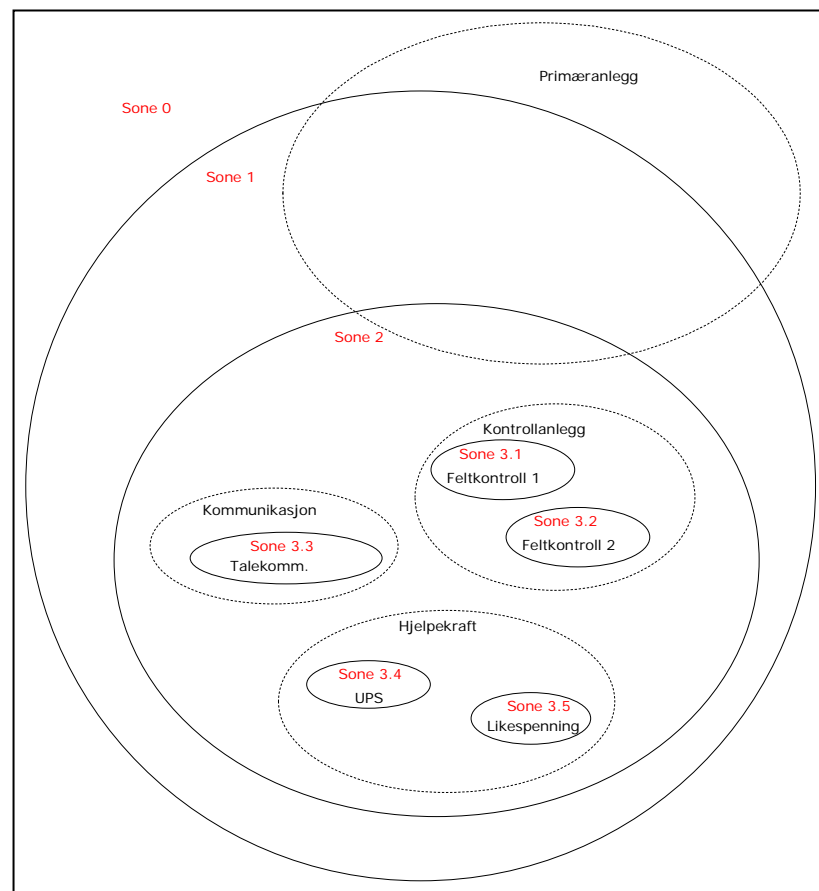 Primæranlegg
Sone 0
Sone 1
Sone 2
Kontrollanlegg
Sone 3.1
Feltkontroll 1
Kommunikasjon
Sone 3.2
Feltkontroll 2
Sone 3.3
Talekomm.
Hjelpekraft
Sone 3.4
UPS
Sone 3.5
Likespenning